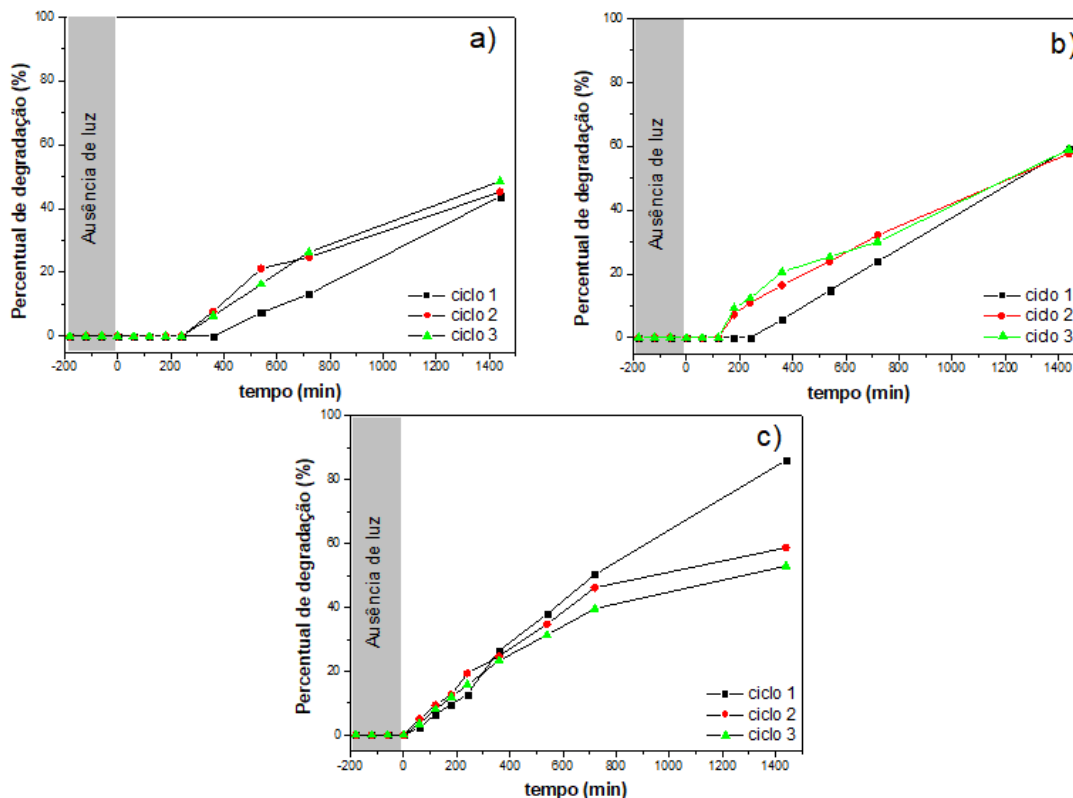 a)
Percentual de degradação (%)
100
80
60
40
20
0
Ausência de luz
ciclo 1
ciclo 2
ciclo 3
-200 0 200 400 600 800 1000 1200 1400
tempo (min)
b)
Percentual de degradação (%)
100
80
60
40
20
0
Ausência de luz
ciclo 1
ciclo 2
ciclo 3
-200 0 200 400 600 800 1000 1200 1400
tempo (min)
c)
Percentual de degradação (%)
100
80
60
40
20
0
Ausência de luz
ciclo 1
ciclo 2
ciclo 3
-200 0 200 400 600 800 1000 1200 1400
tempo (min)